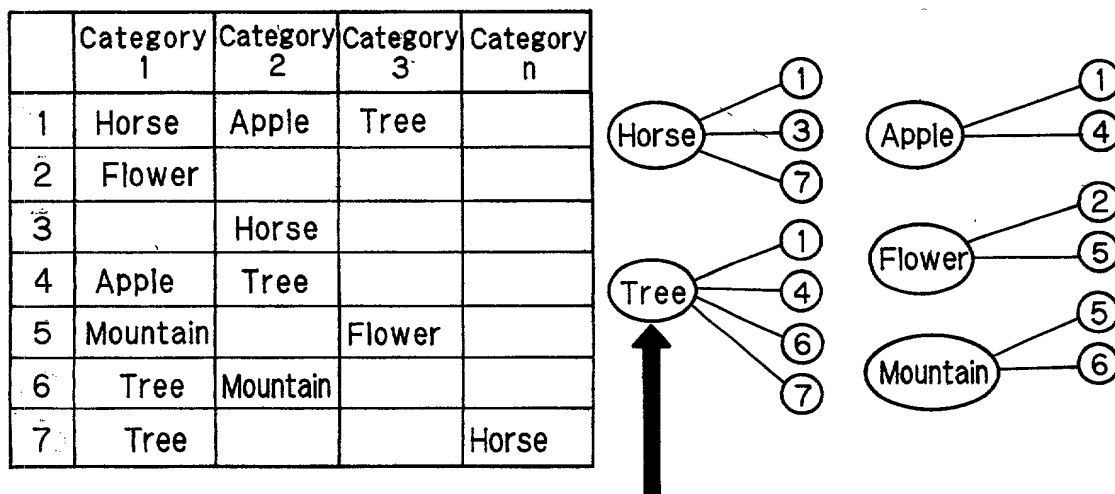 Category 1 Category 2 Category 3 Category n
1 Horse Apple Tree
2 Flower
3 Horse
4 Apple Tree
5 Mountain Flower
6 Tree Mountain
7 Tree Horse
Horse 1 3 7
Tree 1 4 6 7
Apple 1 4
Flower 2 5
Mountain 5 6